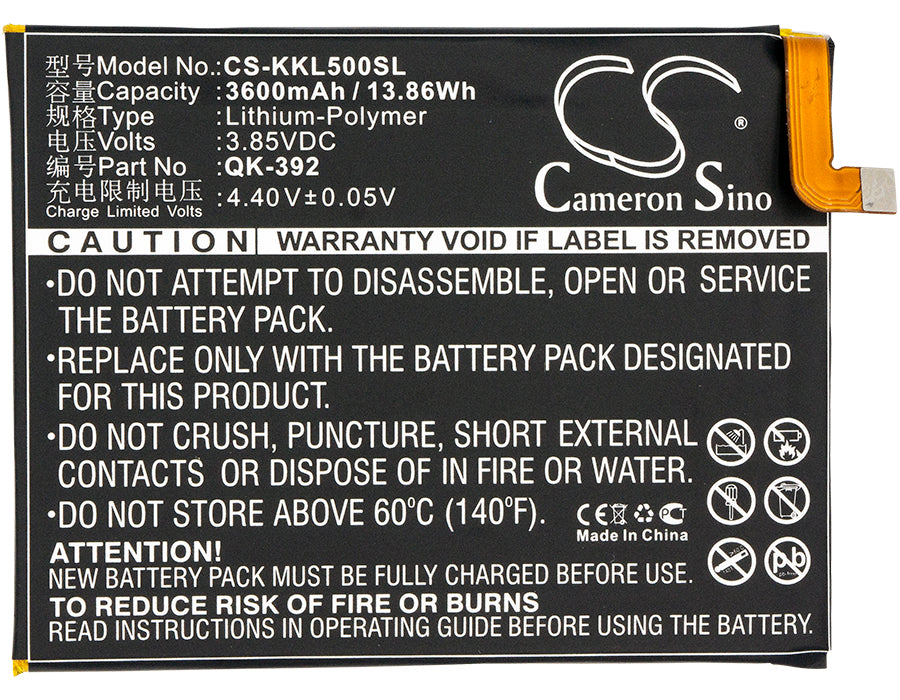 型号Model No.:CS-KKL500SL
容量Capacity :3600mAh / 13.86Wh
规格Type :Lithium-Polymer
电压Volts :3.85VDC
编号Part No :QK-392
充电限制电压:4.40V±0.05V
Charge Limited Volts
CS
®
Cameron Sino
CAUTION WARRANTY VOID IF LABEL IS REMOVED
•DO NOT ATTEMPT TO DISASSEMBLE, OPEN OR SERVICE
THE BATTERY PACK.
•REPLACE ONLY WITH THE BATTERY PACK DESIGNATED
FOR THIS PRODUCT.
•DO NOT CRUSH, PUNCTURE, SHORT EXTERNAL
CONTACTS OR DISPOSE OF IN FIRE OR WATER.
•DO NOT STORE ABOVE 60⁰C (140⁰F).
CE PCT
Made In China
ATTENTION!
NEW BATTERY PACK MUST BE FULLY CHARGED BEFORE USE.
TO REDUCE RISK OF FIRE OR BURNS
READ INSTRUCTIONS IN OPERATING GUIDE BEFORE USING THE BATTERY.
pb